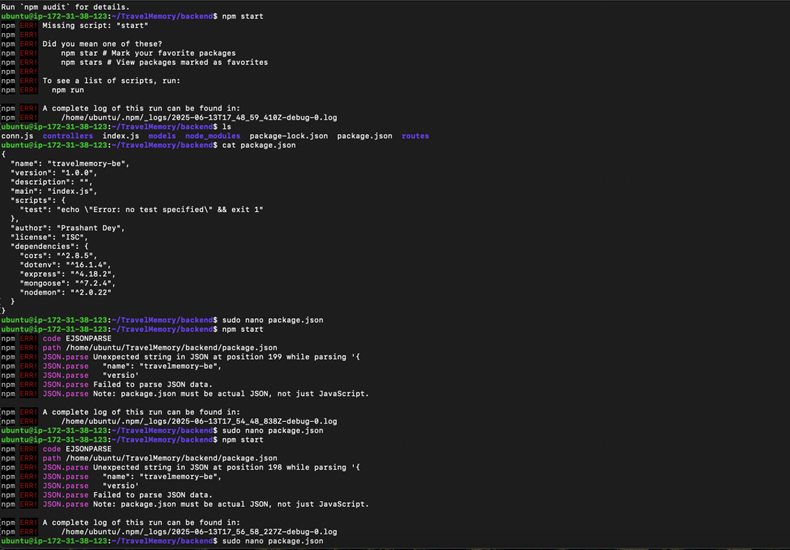 Run `npm audit` for details.
ubuntu@ip-172-31-38-123:~/TravelMemory/backend$ npm start
npm ERR! Missing script: "start"
npm ERR!
npm ERR! Did you mean one of these?
npm ERR!     npm star # Mark your favorite packages
npm ERR!     npm stars # View packages marked as favorites
npm ERR!
npm ERR! To see a list of scripts, run:
npm ERR!   npm run

npm ERR! A complete log of this run can be found in:
npm ERR!     /home/ubuntu/.npm/_logs/2025-06-13T17_48_59_410Z-debug-0.log
ubuntu@ip-172-31-38-123:~/TravelMemory/backend$ ls
conn.js  controllers  index.js  models  node_modules  package-lock.json  package.json  routes
ubuntu@ip-172-31-38-123:~/TravelMemory/backend$ cat package.json
{
  "name": "travelmemory-be",
  "version": "1.0.0",
  "description": "",
  "main": "index.js",
  "scripts": {
    "test": "echo \"Error: no test specified\" && exit 1"
  },
  "author": "Prashant Dey",
  "license": "ISC",
  "dependencies": {
    "cors": "^2.8.5",
    "dotenv": "^16.1.4",
    "express": "^4.18.2",
    "mongoose": "^7.2.4",
    "nodemon": "^2.0.22"
  }
}
ubuntu@ip-172-31-38-123:~/TravelMemory/backend$ sudo nano package.json
ubuntu@ip-172-31-38-123:~/TravelMemory/backend$ npm start
npm ERR! code EJSONPARSE
npm ERR! path /home/ubuntu/TravelMemory/backend/package.json
npm ERR! JSON.parse Unexpected string in JSON at position 199 while parsing '{
npm ERR! JSON.parse   "name": "travelmemory-be",
npm ERR! JSON.parse   "versio'
npm ERR! JSON.parse Failed to parse JSON data.
npm ERR! JSON.parse Note: package.json must be actual JSON, not just JavaScript.

npm ERR! A complete log of this run can be found in:
npm ERR!     /home/ubuntu/.npm/_logs/2025-06-13T17_54_48_838Z-debug-0.log
ubuntu@ip-172-31-38-123:~/TravelMemory/backend$ sudo nano package.json
ubuntu@ip-172-31-38-123:~/TravelMemory/backend$ npm start
npm ERR! code EJSONPARSE
npm ERR! path /home/ubuntu/TravelMemory/backend/package.json
npm ERR! JSON.parse Unexpected string in JSON at position 198 while parsing '{
npm ERR! JSON.parse   "name": "travelmemory-be",
npm ERR! JSON.parse   "versio'
npm ERR! JSON.parse Failed to parse JSON data.
npm ERR! JSON.parse Note: package.json must be actual JSON, not just JavaScript.

npm ERR! A complete log of this run can be found in:
npm ERR!     /home/ubuntu/.npm/_logs/2025-06-13T17_56_58_227Z-debug-0.log
ubuntu@ip-172-31-38-123:~/TravelMemory/backend$ sudo nano package.json